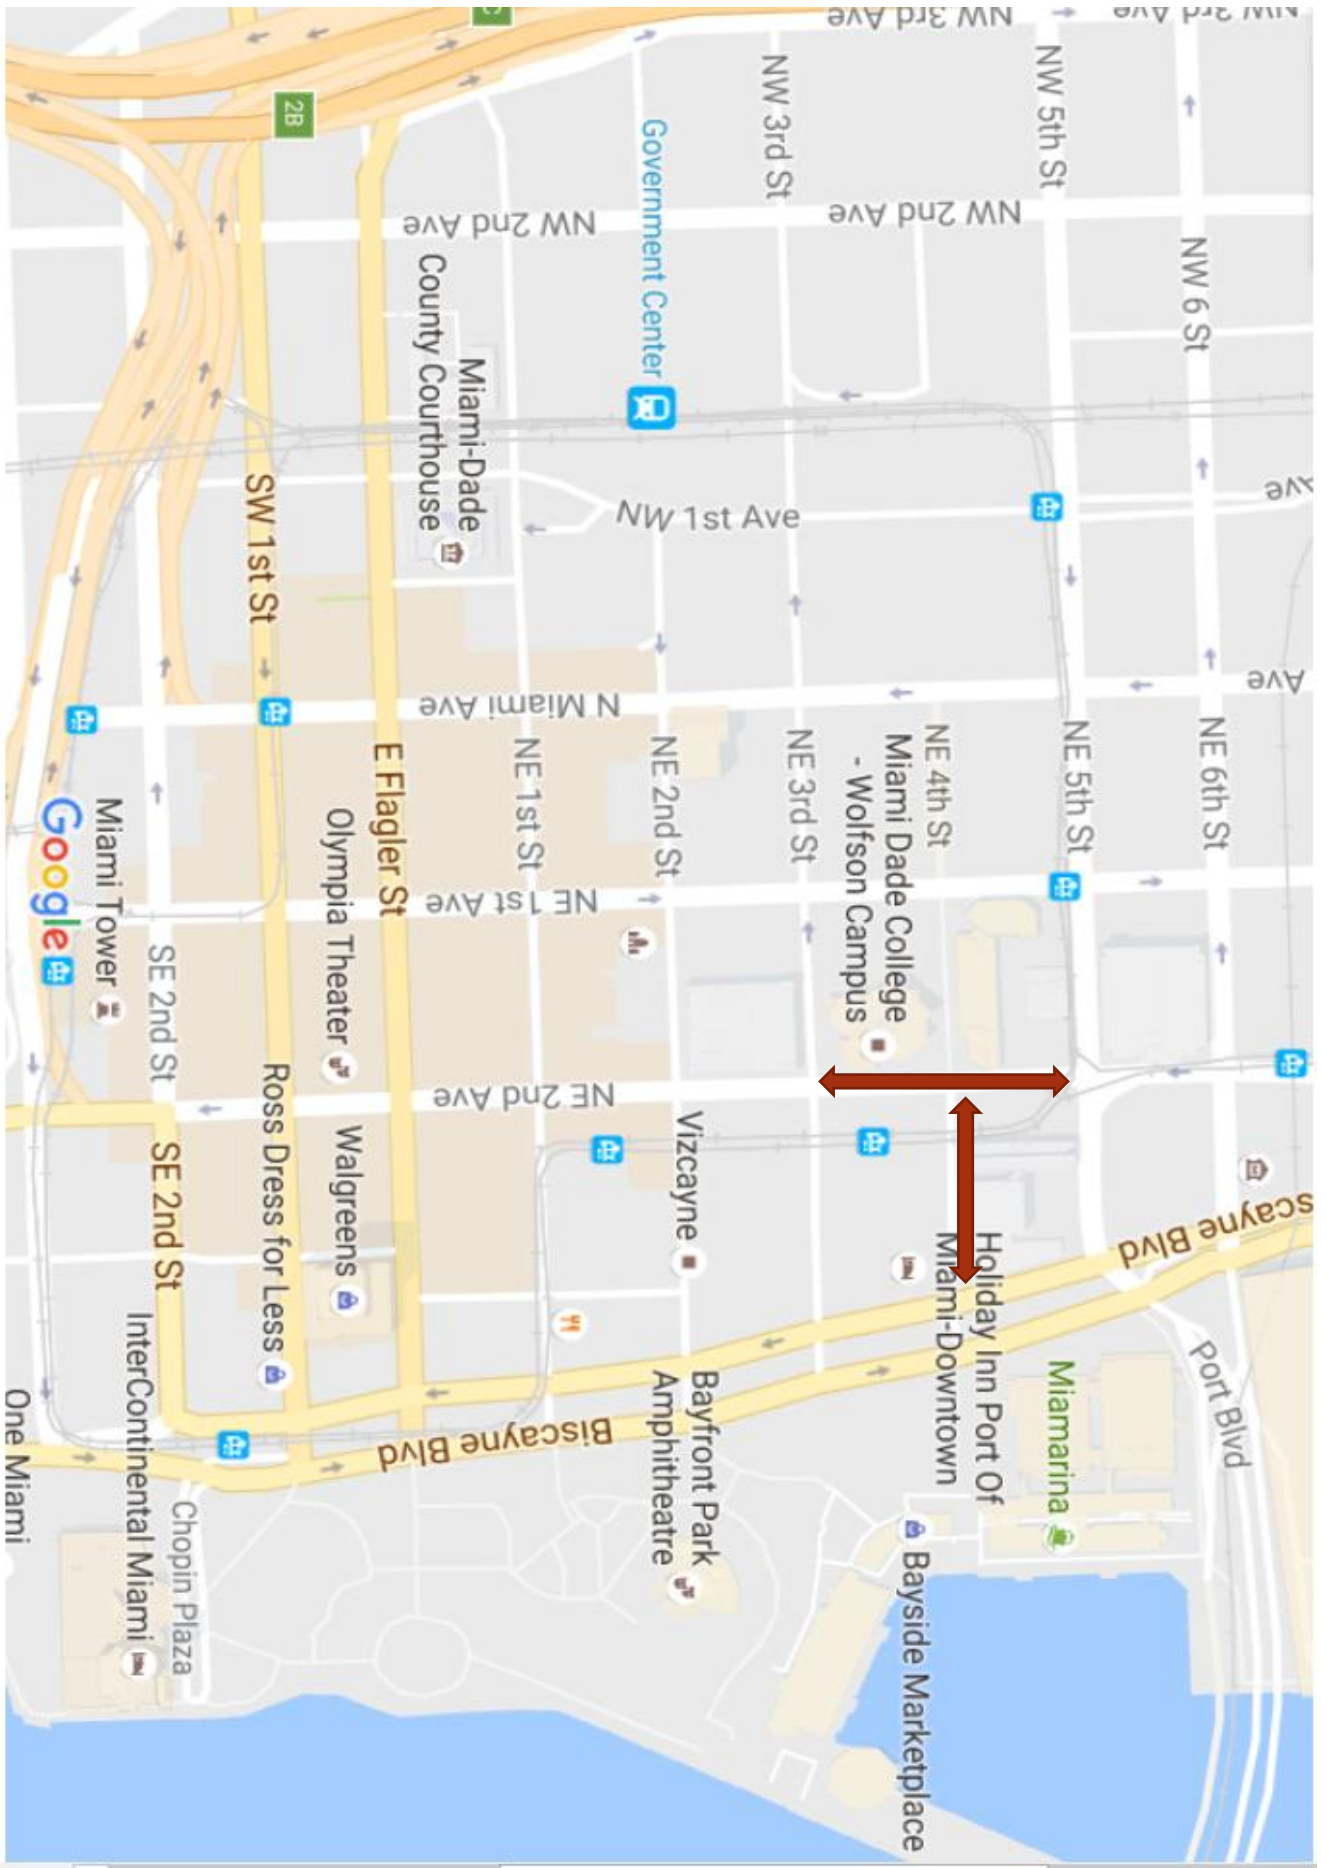 NW 3rd Ave
NW 3rd Ave
C
2B
NW 3rd St
NW 5th St
Government Center
NW 2nd Ave
NW 2nd Ave
NW 6 St
Miami-Dade
County Courthouse
NW 1st Ave
Ave
SW 1st St
N Miami Ave
Ave
E Flagler St
NE 1st St
NE 2nd St
NE 3rd St
NE 4th St
NE 5th St
NE 6th St
Miami Dade College
- Wolfson Campus
Olympia Theater
NE 1st Ave
Miami Tower
Google
SE 2nd St
NE 2nd Ave
Ross Dress for Less
Walgreens
Vizcayne
SE 2nd St
Holiday Inn Port Of
Miami-Downtown
scayne Blvd
Port Blvd
Miamarina
Bayfront Park
Amphitheatre
Biscayne Blvd
InterContinental Miami
One Miami
Chopin Plaza
Bayside Marketplace